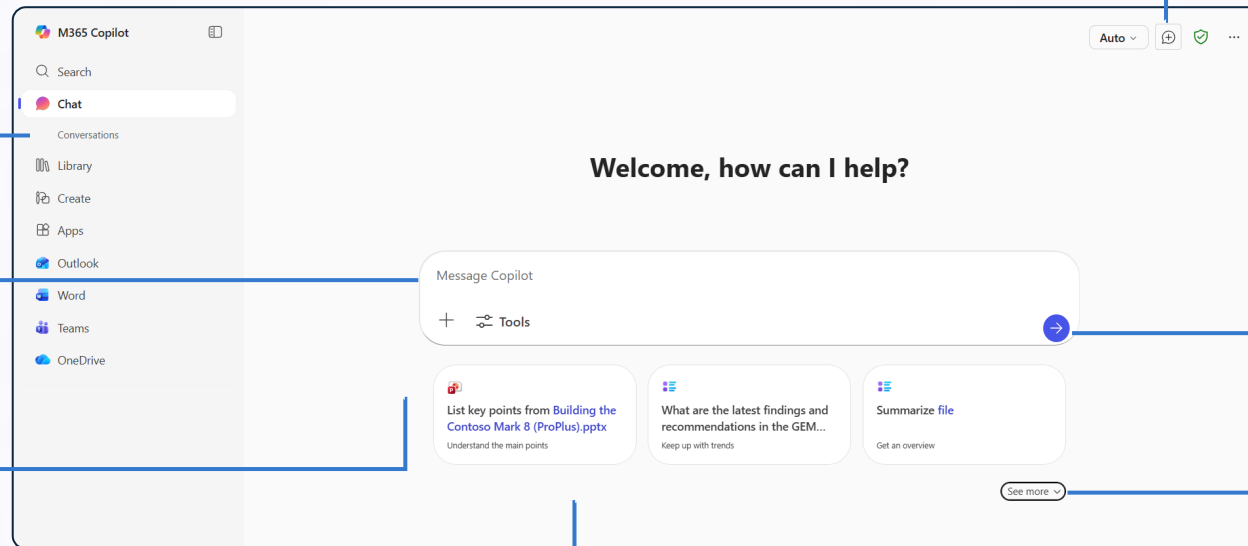 M365 Copilot
Search
Chat
Conversations
Library
Create
Apps
Outlook
Word
Teams
OneDrive
Auto
Welcome, how can I help?
Message Copilot
Tools
List key points from Building the
Contoso Mark 8 (ProPlus).pptx
Understand the main points
What are the latest findings and
recommendations in the GEM...
Keep up with trends
Summarize file
Get an overview
See more